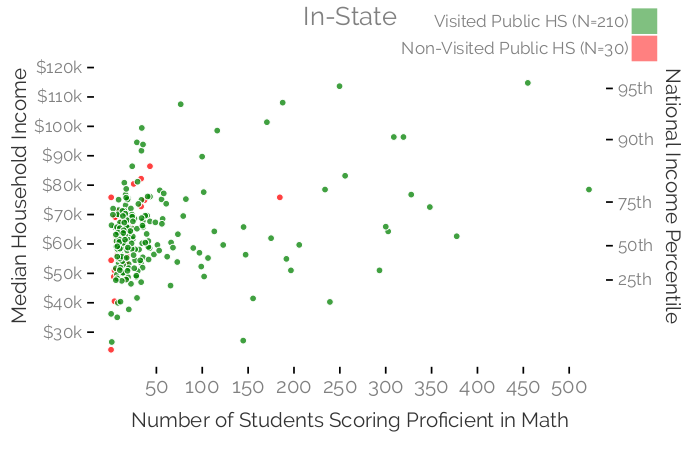 In-State
Visited Public HS (N=210)
Non-Visited Public HS (N=30)
Median Household Income
$120k
$110k
$100k
$90k
$80k
$70k
$60k
$50k
$40k
$30k
95th
90th
75th
50th
25th
National Income Percentile
50 100 150 200 250 300 350 400 450 500
Number of Students Scoring Proficient in Math